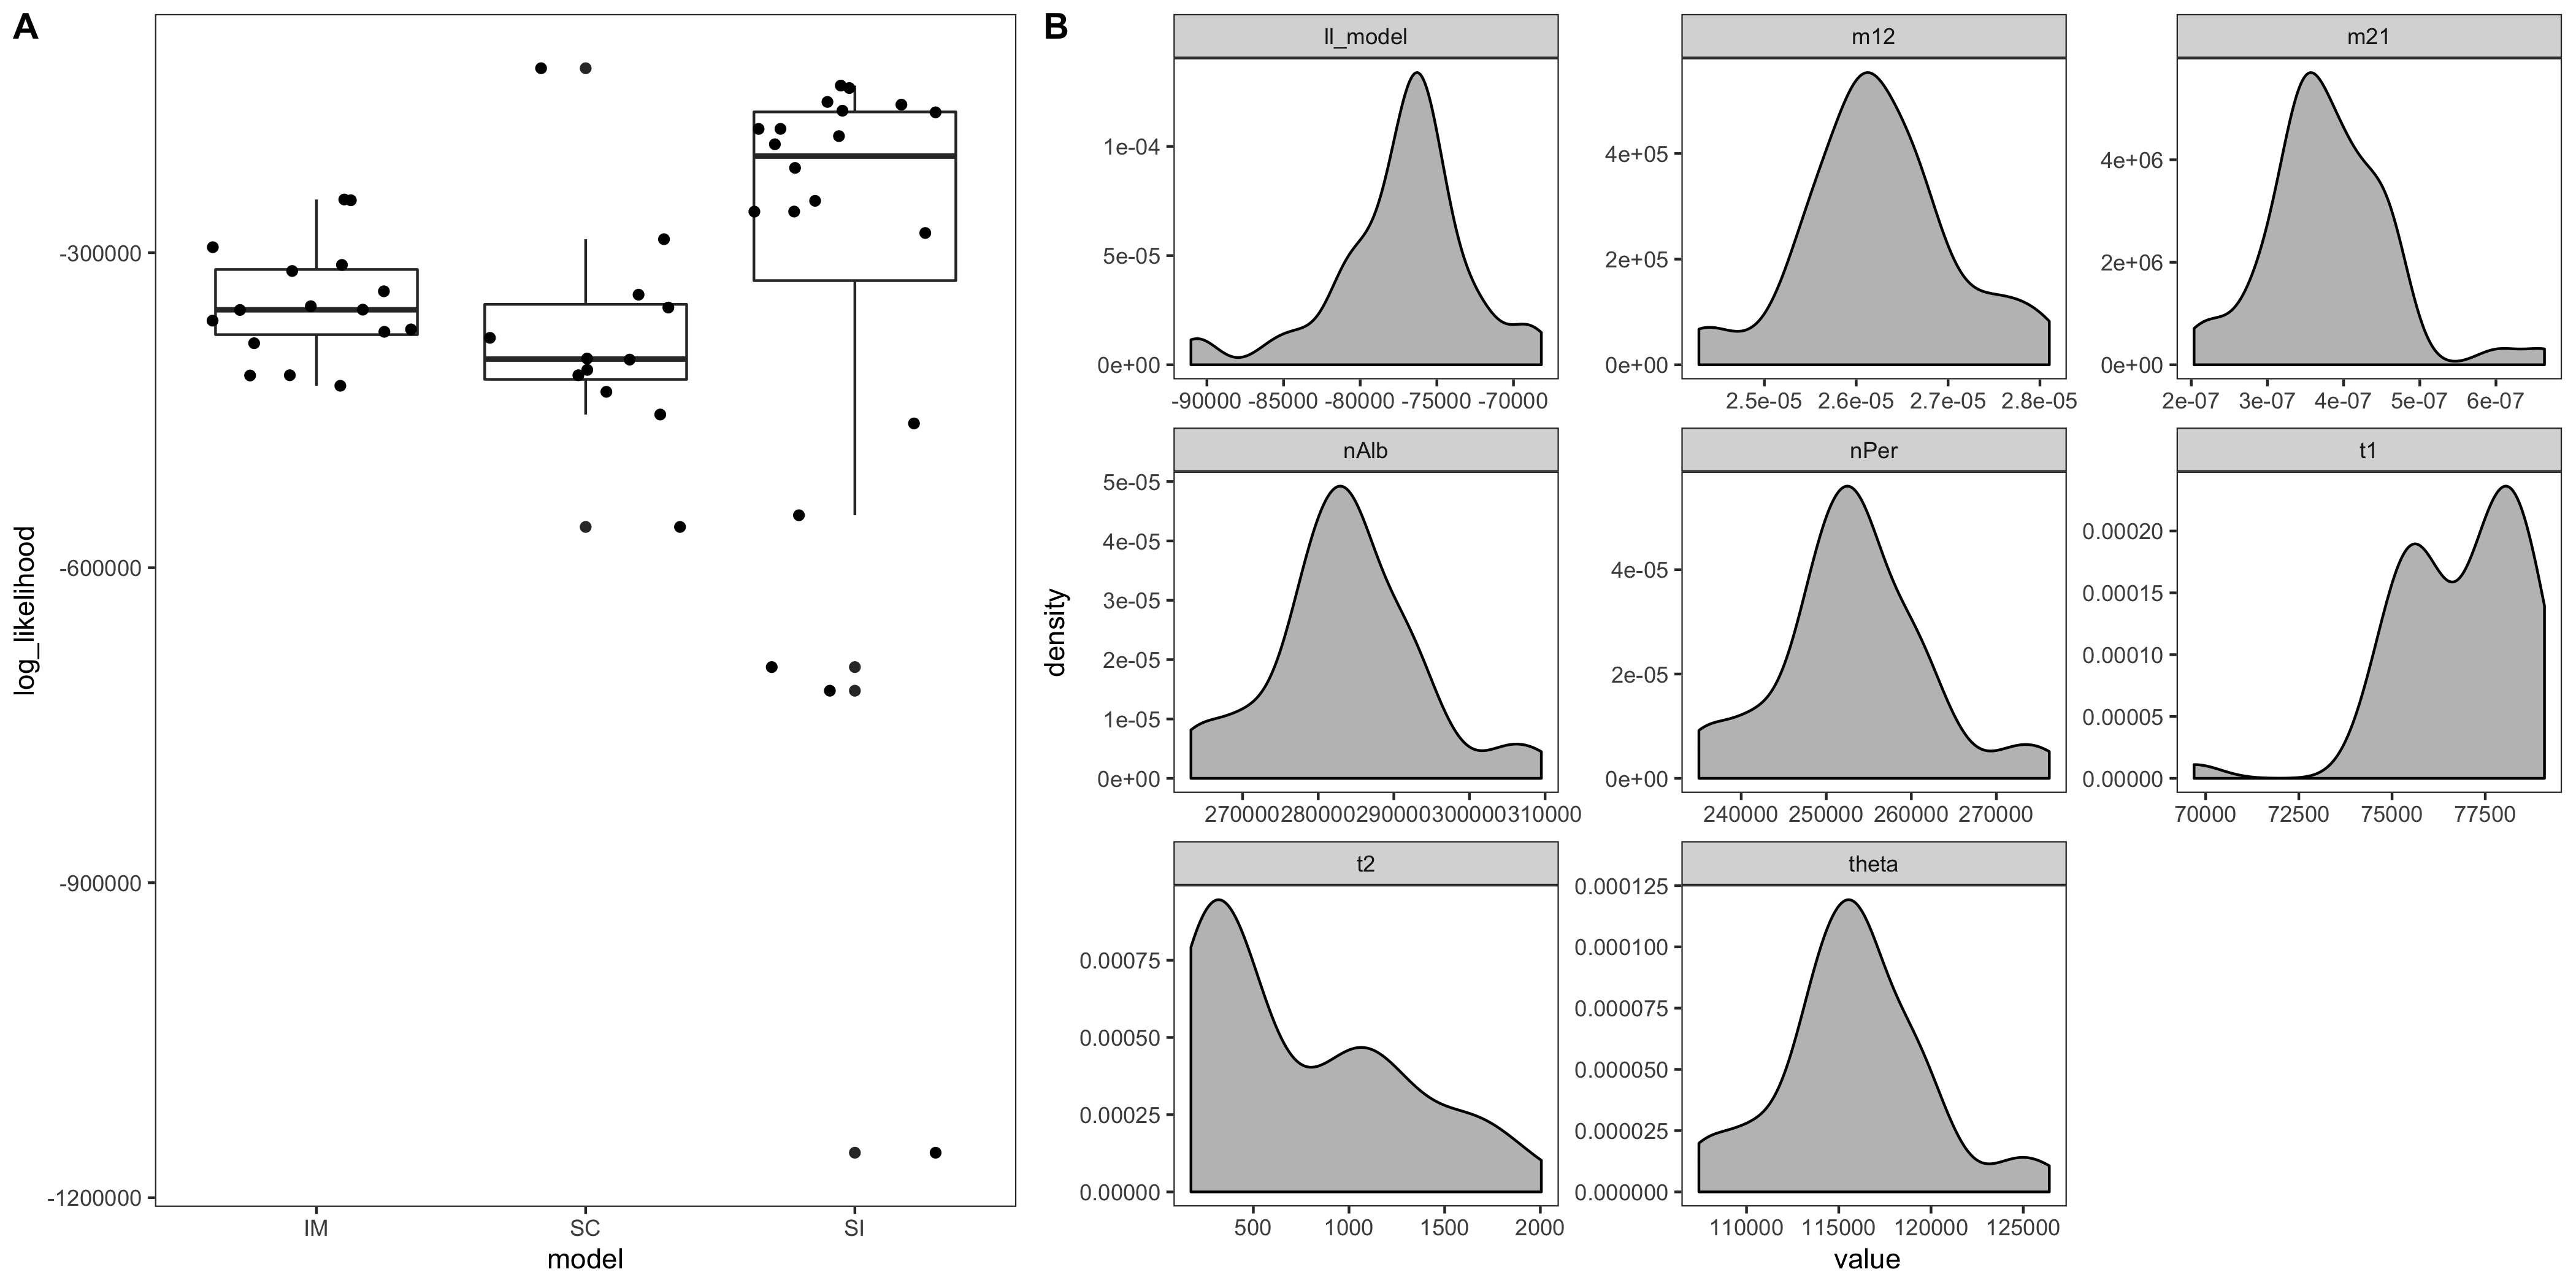 A
log_likelihood
-300000
-600000
-900000
-1200000
IM SC SI
model
B
density
ll_model
1e-04
5e-05
0e+00
-90000 -85000 -80000 -75000 -70000
m12
4e+05
2e+05
0e+00
2.5e-05 2.6e-05 2.7e-05 2.8e-05
m21
4e+06
2e+06
0e+00
2e-07 3e-07 4e-07 5e-07 6e-07
nAlb
5e-05
4e-05
3e-05
2e-05
1e-05
0e+00
270000 280000 290000 300000 310000
nPer
4e-05
2e-05
0e+00
240000 250000 260000 270000
t1
0.00020
0.00015
0.00010
0.00005
0.00000
70000 72500 75000 77500
t2
0.00075
0.00050
0.00025
0.00000
500 1000 1500 2000
theta
0.000125
0.000100
0.000075
0.000050
0.000025
0.000000
110000 115000 120000 125000
value